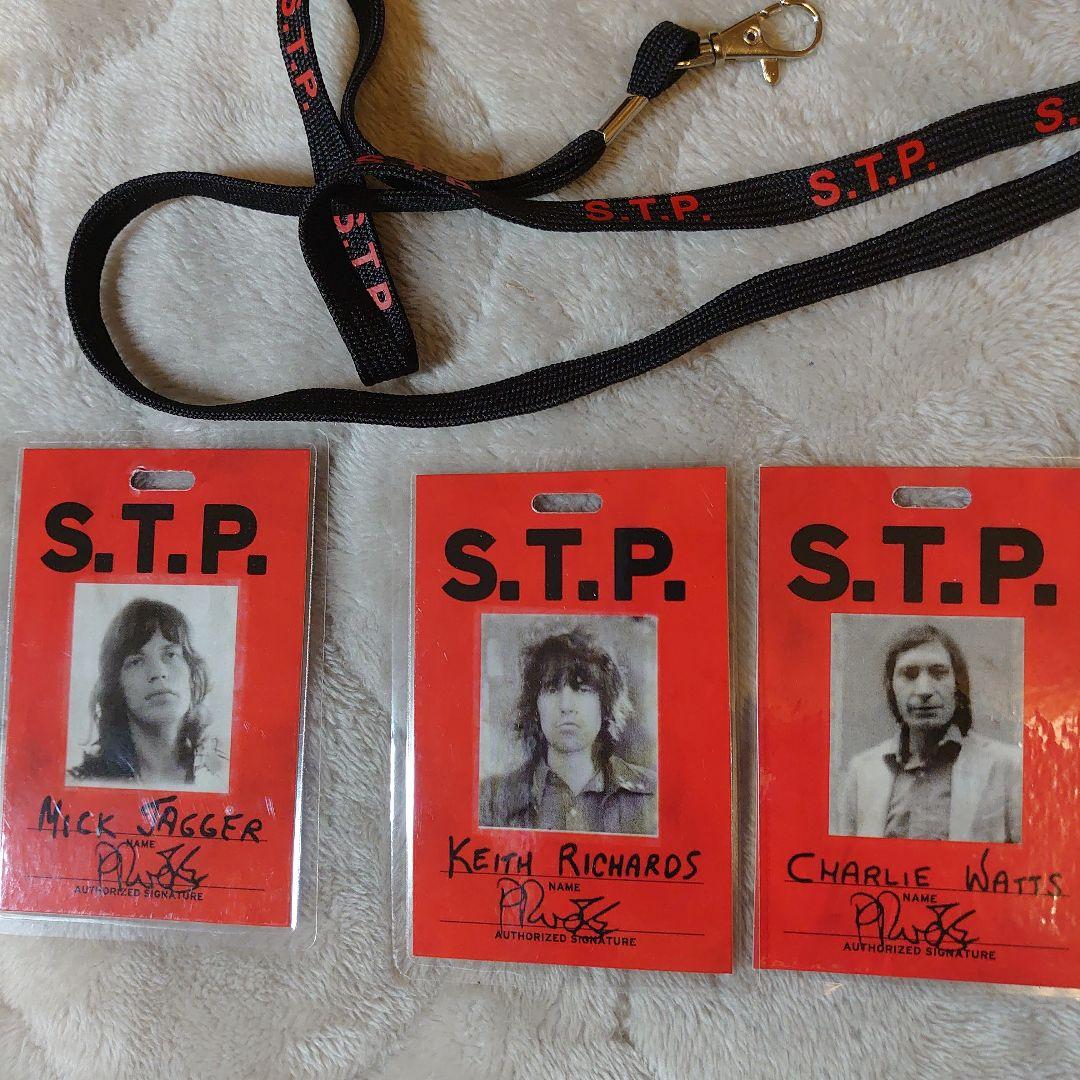 S.T.P.
S.T.P.
S.T.P.
S.T.P.
S.T.P.
MICK JAGGER
NAME
AUTHORIZED SIGNATURE
S.T.P.
KEITH RICHARDS
NAME
AUTHORIZED SIGNATURE
S.T.P.
CHARLIE WATTS
NAME
AUTHORIZED SIGNATURE